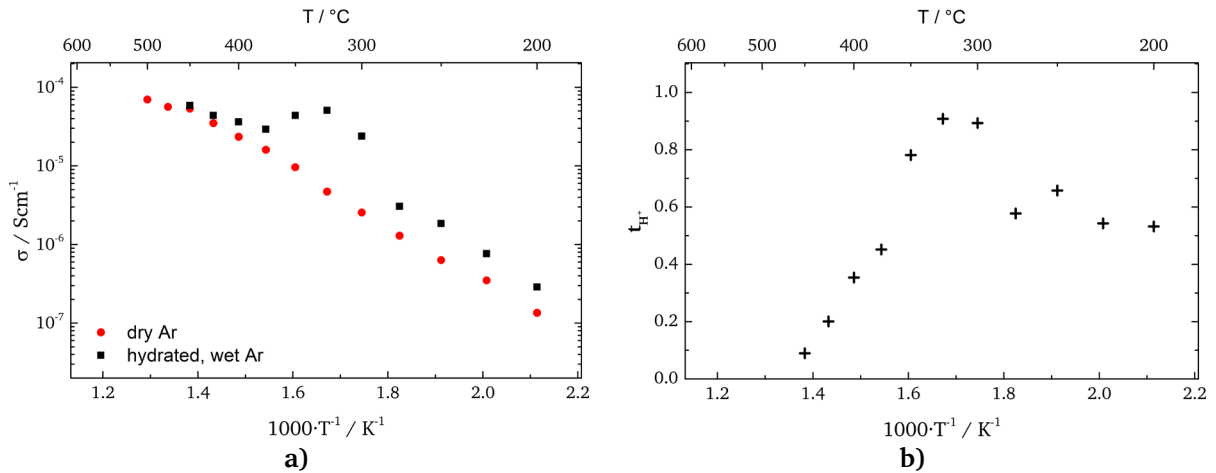 T / °C
600 500 400 300 200
10⁻⁴
10⁻⁵
10⁻⁶
10⁻⁷
σ / Scm⁻¹
dry Ar
hydrated, wet Ar
1.2 1.4 1.6 1.8 2.0 2.2
1000·T⁻¹ / K⁻¹
a)
T / °C
600 500 400 300 200
1.0
0.8
0.6
0.4
0.2
0.0
t_H⁺
1.2 1.4 1.6 1.8 2.0 2.2
1000·T⁻¹ / K⁻¹
b)